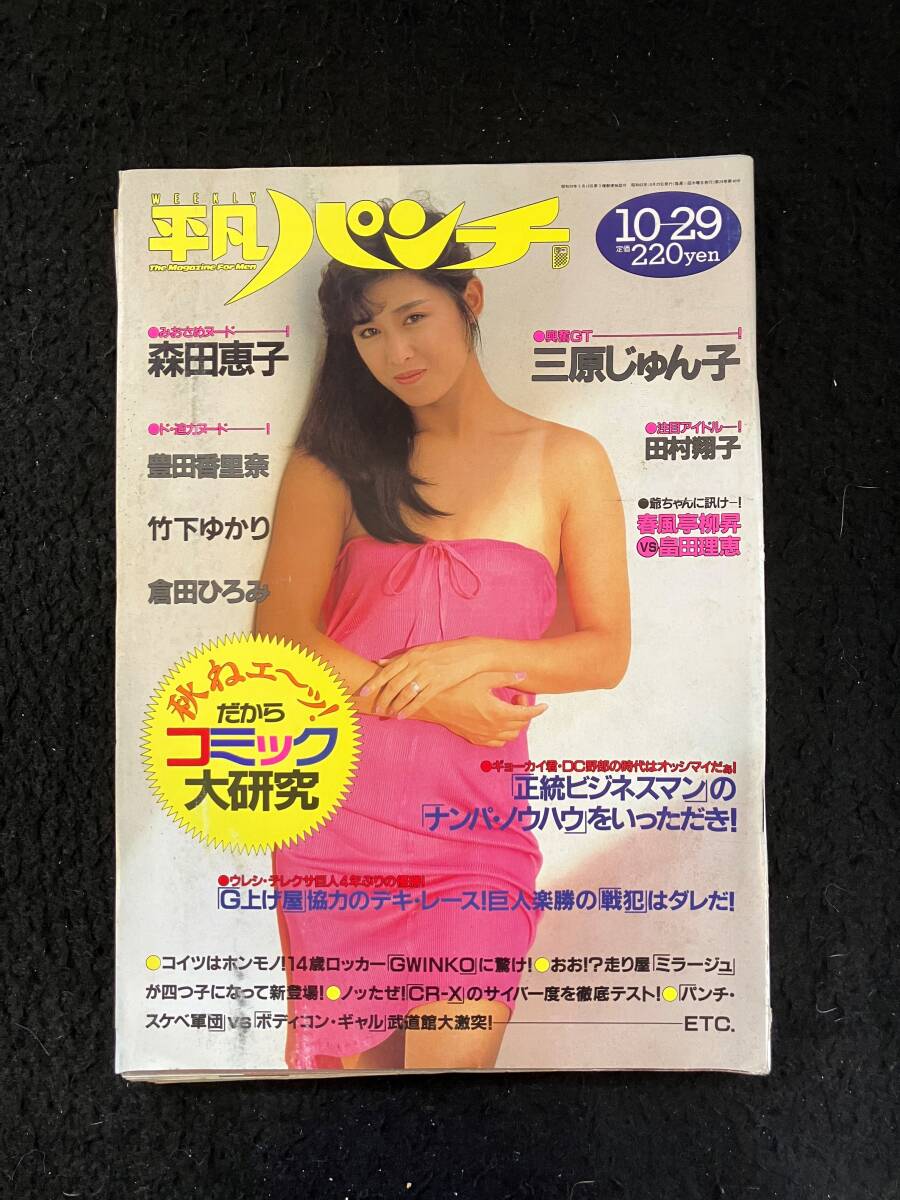 WEEKLY
平凡パンチ
The Magazine For Men
10-29
定価220yen
●みおさめヌード——!
森田恵子
●ド・迫力ヌード——!
豊田香里奈
竹下ゆかり
倉田ひろみ
●興奮GT——!
三原じゅん子
●注目アイドル—!
田村翔子
●爺ちゃんに訊け—!
春風亭柳昇
VS畠田理恵
秋ねェ〜ッ!
だから
コミック
大研究
●ギョーカイ君・DC野郎の時代はオッシマイだぁ!
「正統ビジネスマン」の
「ナンパ・ノウハウ」をいっただき!
●ウレシ・テレクサ巨人4年ぶりの優勝!
「G上げ屋」協力のデキ・レース!巨人楽勝の「戦犯」はダレだ!
●コイツはホンモノ!14歳ロッカー「GWINKO」に驚け!●おお!?走り屋「ミラージュ」
が四つ子になって新登場!●ノッたぜ!「CR-X」のサイバー度を徹底テスト!●「パンチ・
スケベ軍団」vs「ボディコン・ギャル」武道館大激突!——ETC.